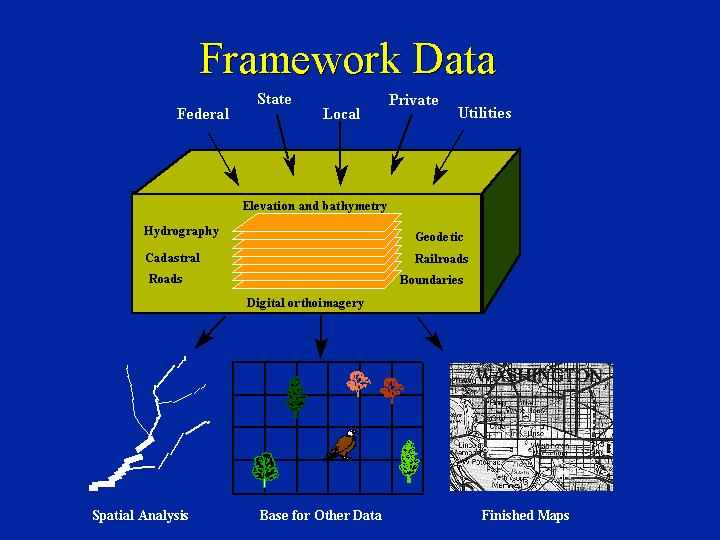 Framework Data
Federal
State
Local
Private
Utilities
Elevation and bathymetry
Hydrography
Geodetic
Cadastral
Railroads
Roads
Boundaries
Digital orthoimagery
WASHINGTON
Spatial Analysis
Base for Other Data
Finished Maps